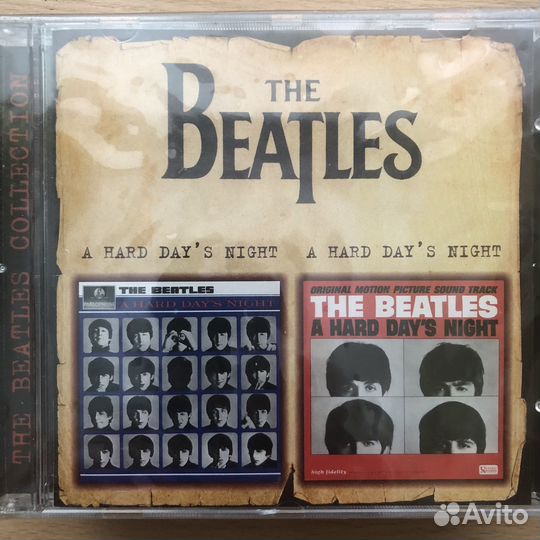 THE BEATLES COLLECTION
THE
BEATLES
A HARD DAY'S NIGHT
A HARD DAY'S NIGHT
PARLOPHONE
THE BEATLES
A HARD DAY'S NIGHT
ORIGINAL MOTION PICTURE SOUND TRACK
THE BEATLES
A HARD DAY'S NIGHT
high fidelity
Avito